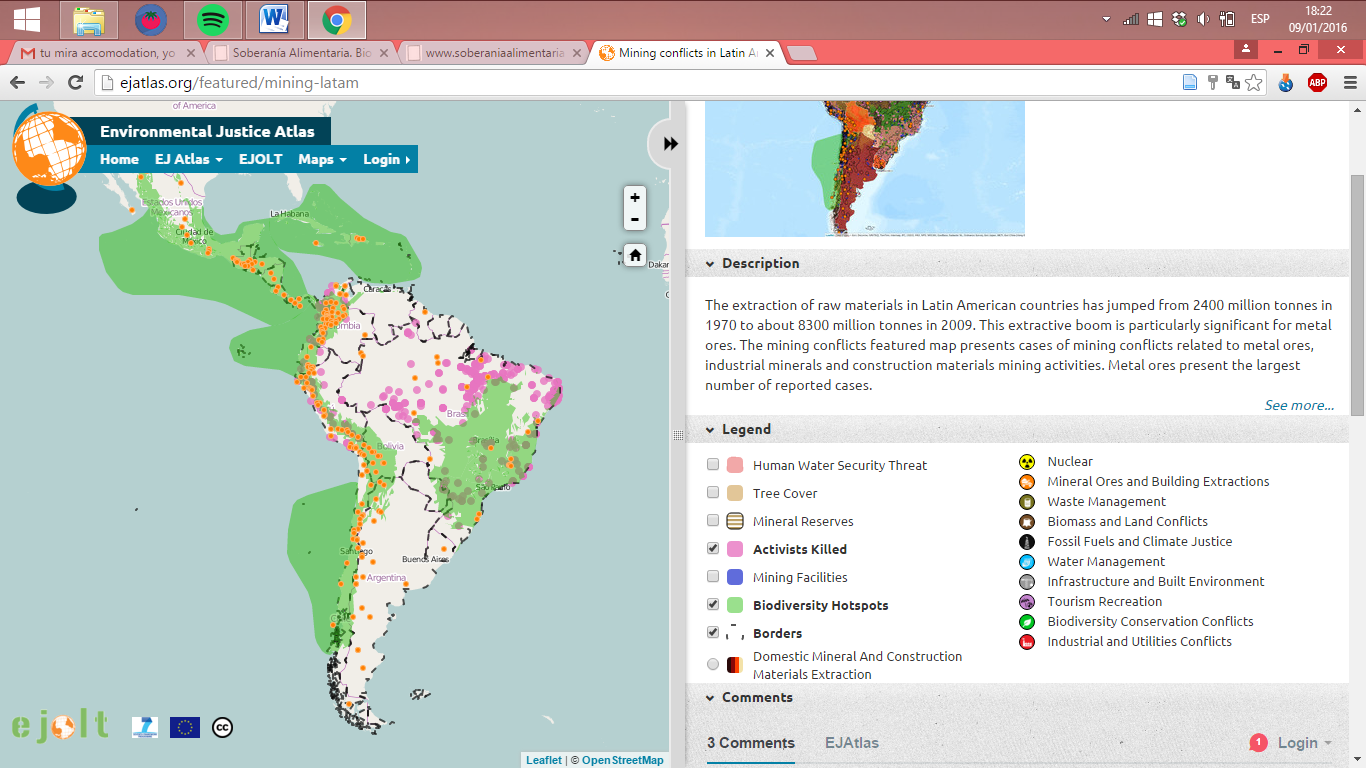 18:22
ESP
09/01/2016
tu mira accomodation, yo
Soberanía Alimentaria. Bio
www.soberaniaalimentaria
Mining conflicts in Latin A
ejatlas.org/featured/mining-latam
ABP
of America
Environmental Justice Atlas
Home EJ Atlas EJOLT Maps Login
Estados Unidos
Mexicanos
La Habana
Ciudad de
México
Dakar
Caracas
Colombia
Brasil
Bolivia
Brasília
São Paulo
Santiago
Buenos Aires
Argentina
+
-
ejolt
7
cc
Leaflet | © OpenStreetMap
Description
The extraction of raw materials in Latin American countries has jumped from 2400 million tonnes in
1970 to about 8300 million tonnes in 2009. This extractive boom is particularly significant for metal
ores. The mining conflicts featured map presents cases of mining conflicts related to metal ores,
industrial minerals and construction materials mining activities. Metal ores present the largest
number of reported cases.
See more...
Legend
Human Water Security Threat
Tree Cover
Mineral Reserves
Activists Killed
Mining Facilities
Biodiversity Hotspots
Borders
Domestic Mineral And Construction
Materials Extraction
Nuclear
Mineral Ores and Building Extractions
Waste Management
Biomass and Land Conflicts
Fossil Fuels and Climate Justice
Water Management
Infrastructure and Built Environment
Tourism Recreation
Biodiversity Conservation Conflicts
Industrial and Utilities Conflicts
Comments
3 Comments EJAtlas 1 Login